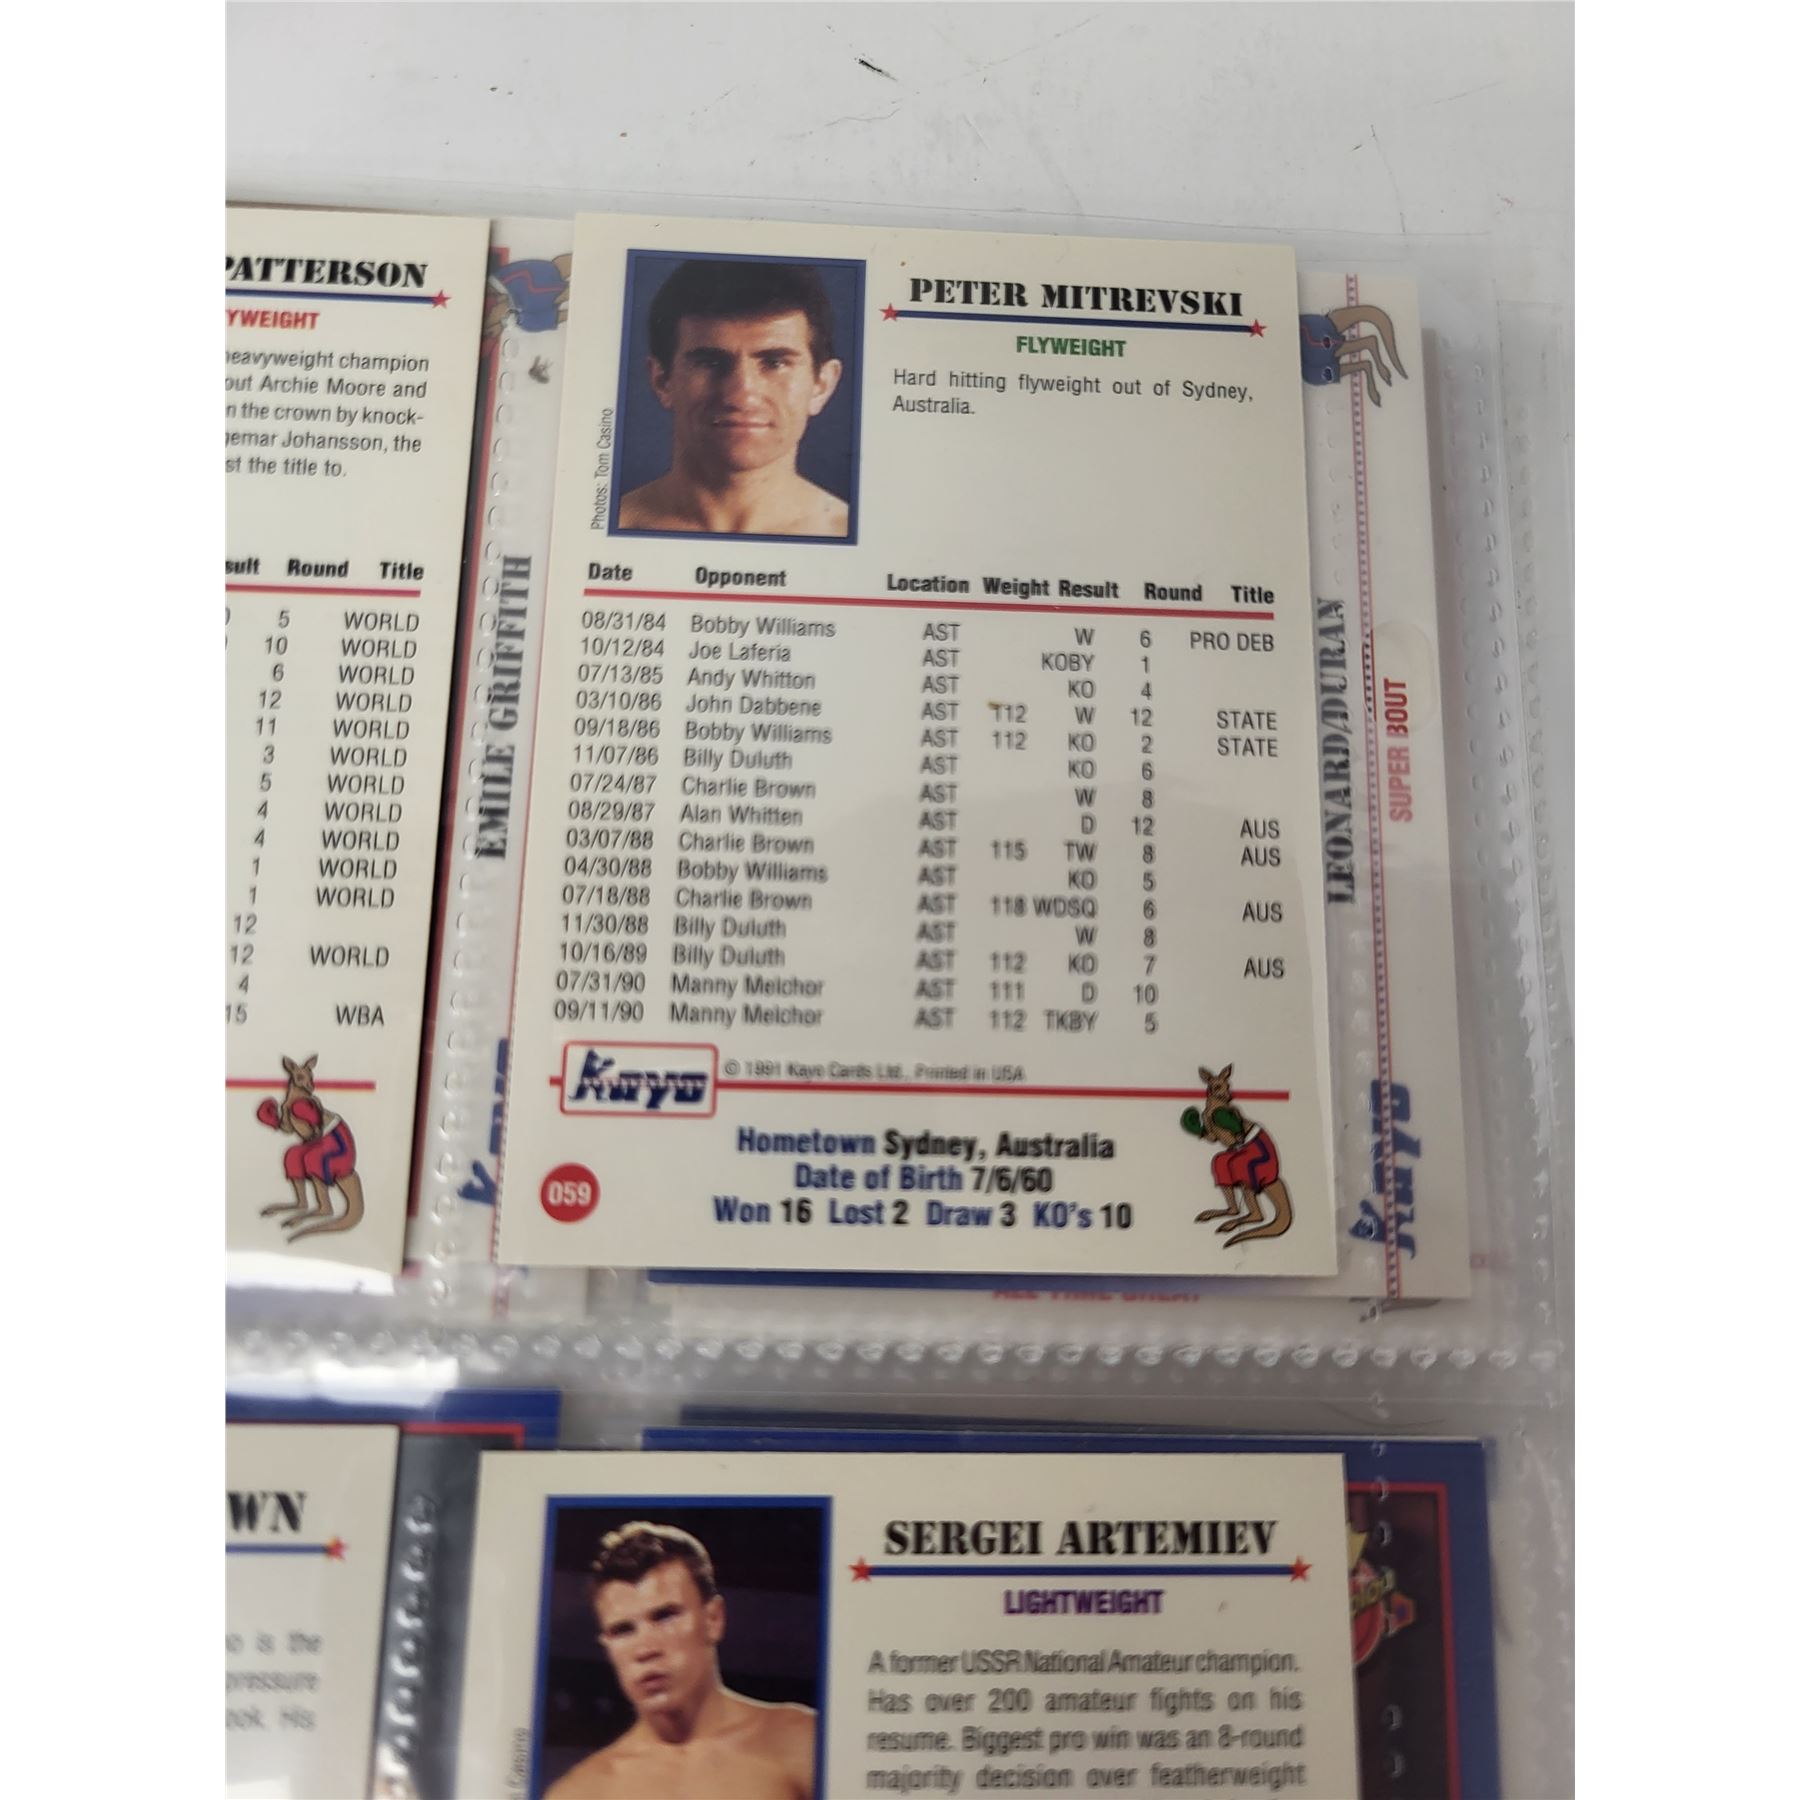 PATTERSON
YWEIGHT
heavyweight champion
out Archie Moore and
n the crown by knock-
gemar Johansson, the
st the title to.
sult Round Title
5 WORLD
10 WORLD
6 WORLD
12 WORLD
11 WORLD
3 WORLD
5 WORLD
4 WORLD
4 WORLD
1 WORLD
1 WORLD
12
12 WORLD
4
15 WBA
EMILE GRIFFITH
PETER MITREVSKI
FLYWEIGHT
Hard hitting flyweight out of Sydney,
Australia.
Photos: Tom Casino
Date Opponent Location Weight Result Round Title
08/31/84 Bobby Williams AST W 6 PRO DEB
10/12/84 Joe Laferia AST KOBY 1
07/13/85 Andy Whitton AST KO 4
03/10/86 John Dabbene AST 112 W 12 STATE
09/18/86 Bobby Williams AST 112 KO 2 STATE
11/07/86 Billy Duluth AST KO 6
07/24/87 Charlie Brown AST W 8
08/29/87 Alan Whitten AST D 12 AUS
03/07/88 Charlie Brown AST 115 TW 8 AUS
04/30/88 Bobby Williams AST KO 5
07/18/88 Charlie Brown AST 118 WDSQ 6 AUS
11/30/88 Billy Duluth AST W 8
10/16/89 Billy Duluth AST 112 KO 7 AUS
07/31/90 Manny Melchor AST 111 D 10
09/11/90 Manny Melchor AST 112 TKBY 5
Kayo
© 1991 Kayo Cards Ltd., Printed in USA
Hometown Sydney, Australia
Date of Birth 7/6/60
059
Won 16 Lost 2 Draw 3 KO's 10
LEONARD/DURAN
SUPER BOUT
Kayo
ALL TIME GREAT
WN
o is the
pressure
ook. His
SERGEI ARTEMIEV
LIGHTWEIGHT
A former USSR National Amateur champion.
Has over 200 amateur fights on his
resume. Biggest pro win was an 8-round
majority decision over featherweight